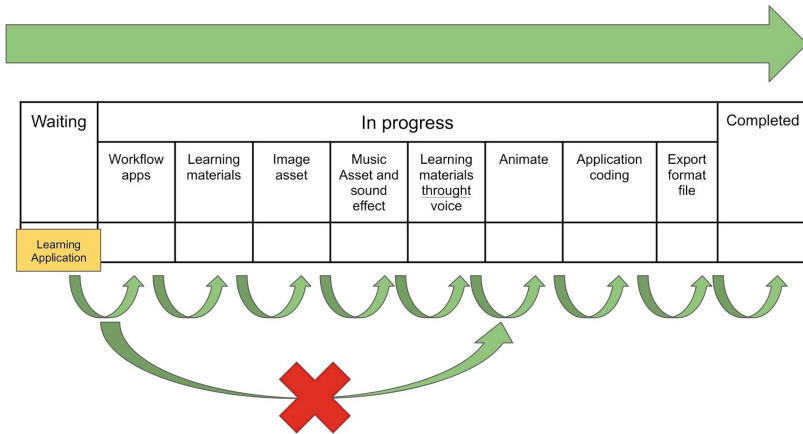 Waiting
In progress
Completed
Workflow
apps
Learning
materials
Image
asset
Music
Asset and
sound
effect
Learning
materials
throught
voice
Animate
Application
coding
Export
format
file
Learning
Application